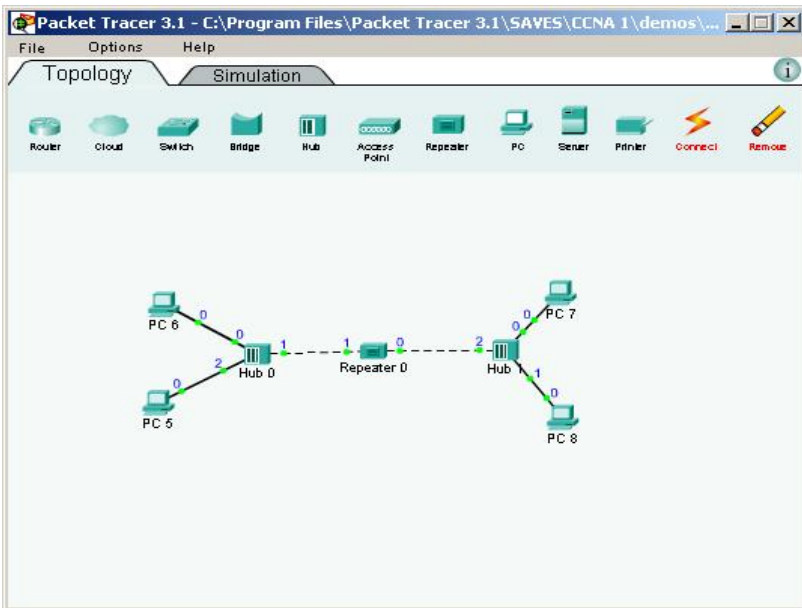 Packet Tracer 3.1 - C:\Program Files\Packet Tracer 3.1\SAVES\CCNA 1\demos\...
File Options Help
Topology Simulation i
Router Cloud Switch Bridge Hub Access Point Repeater PC Server Printer Connect Remove
PC 6 0
0
Hub 0 1
2
0
PC 5
1 Repeater 0 0
2 Hub 1 0
0 PC 7
1
0
PC 8